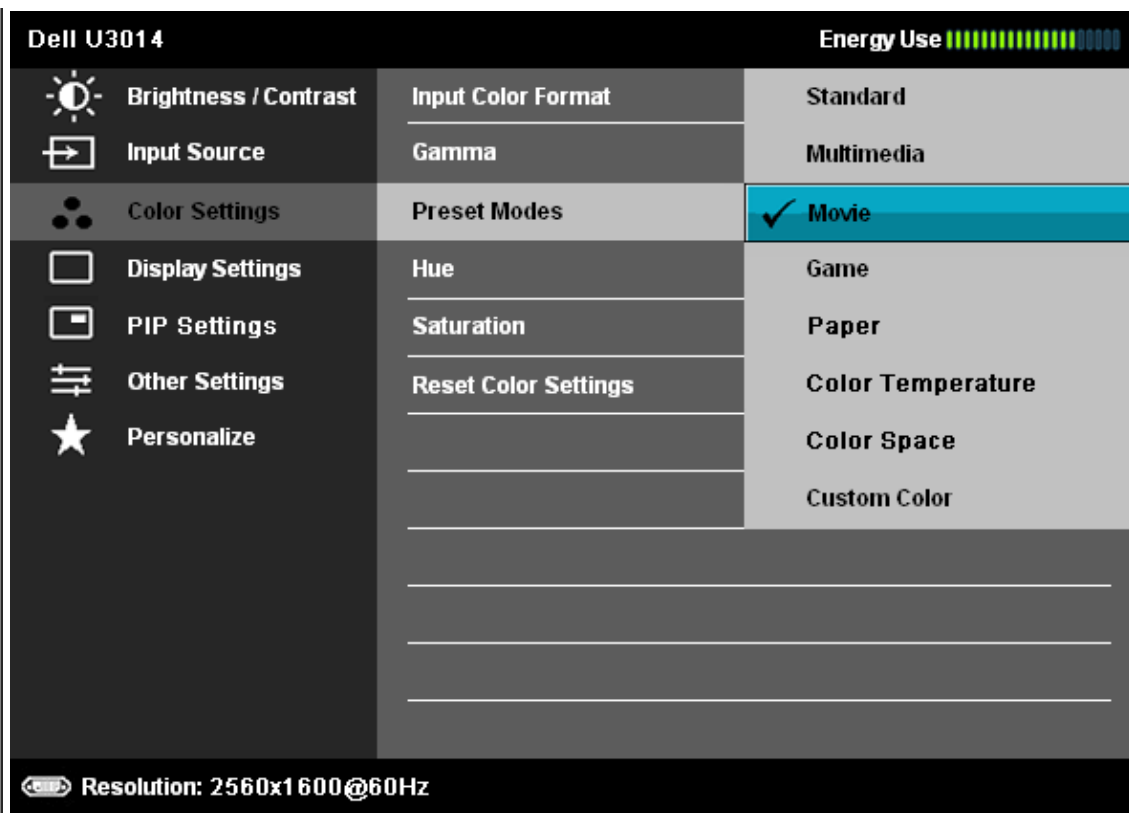 Dell U3014
Energy Use
Brightness / Contrast
Input Source
Color Settings
Display Settings
PIP Settings
Other Settings
Personalize
Input Color Format
Gamma
Preset Modes
Hue
Saturation
Reset Color Settings
Standard
Multimedia
Movie
Game
Paper
Color Temperature
Color Space
Custom Color
Resolution: 2560x1600@60Hz